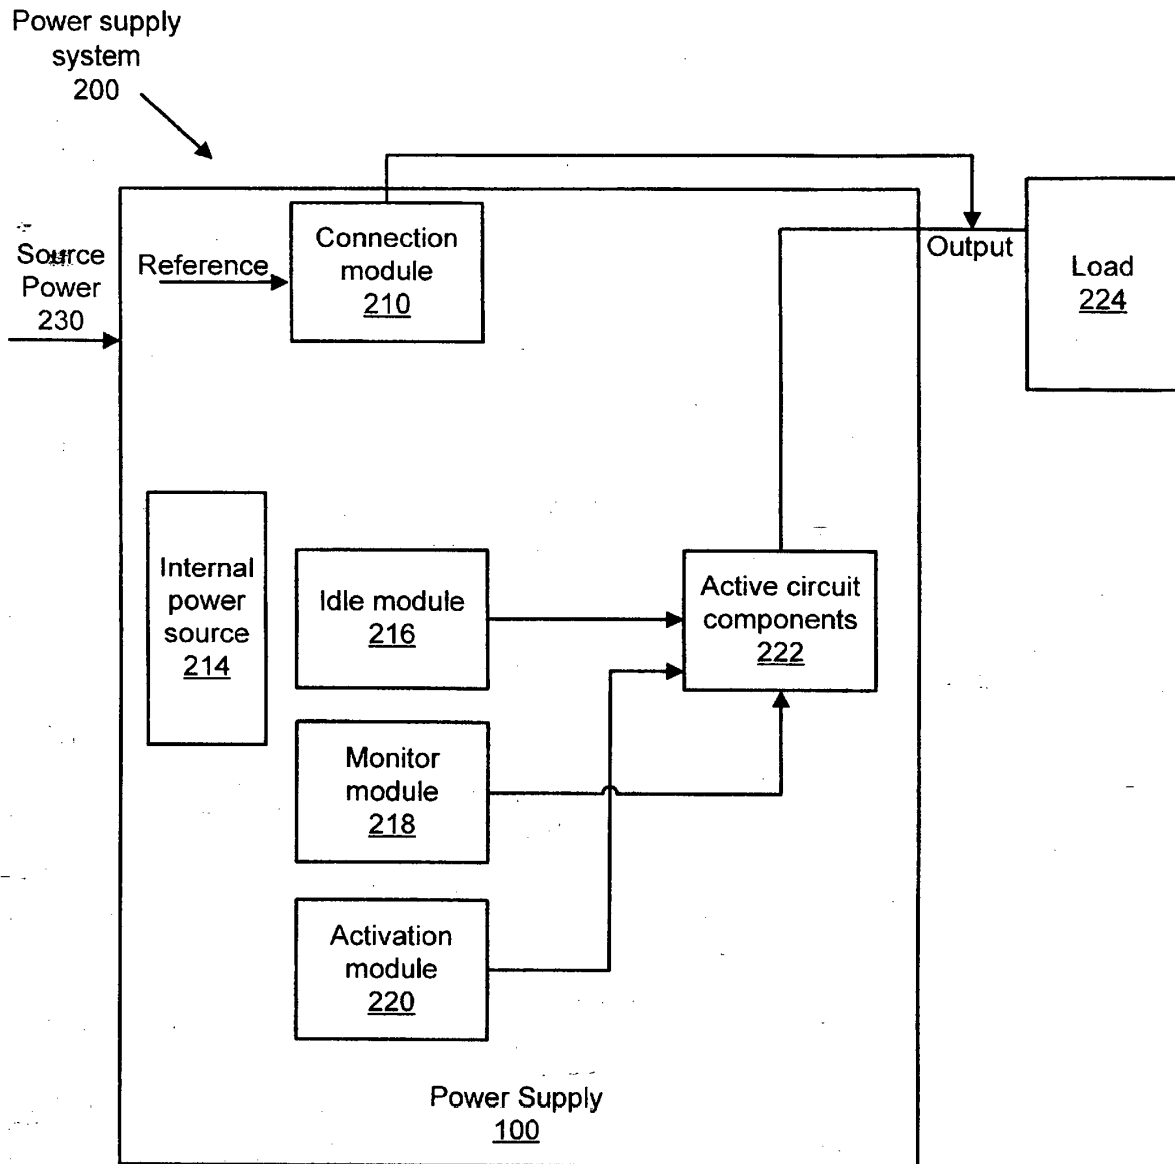 Power supply
system
200
Source
Power
230
Reference
Connection
module
210
Output
Load
224
Internal
power
source
214
Idle module
216
Active circuit
components
222
Monitor
module
218
Activation
module
220
Power Supply
100